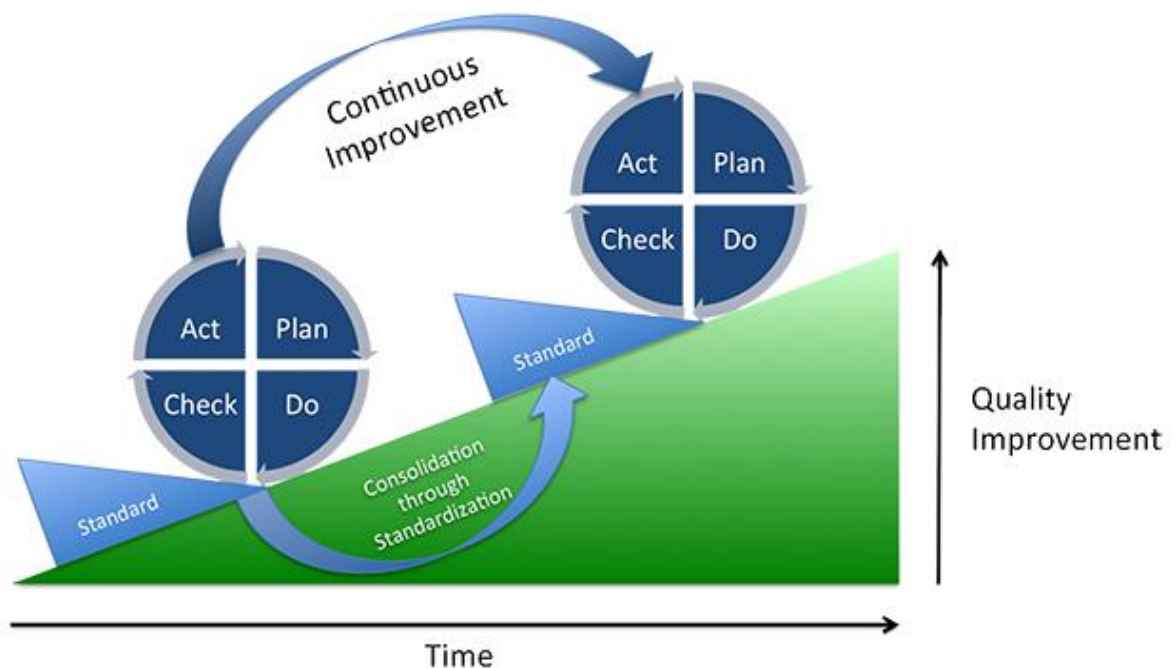 Continuous
Improvement
Act
Plan
Check
Do
Act
Plan
Check
Do
Standard
Standard
Consolidation
through
Standardization
Quality
Improvement
Time